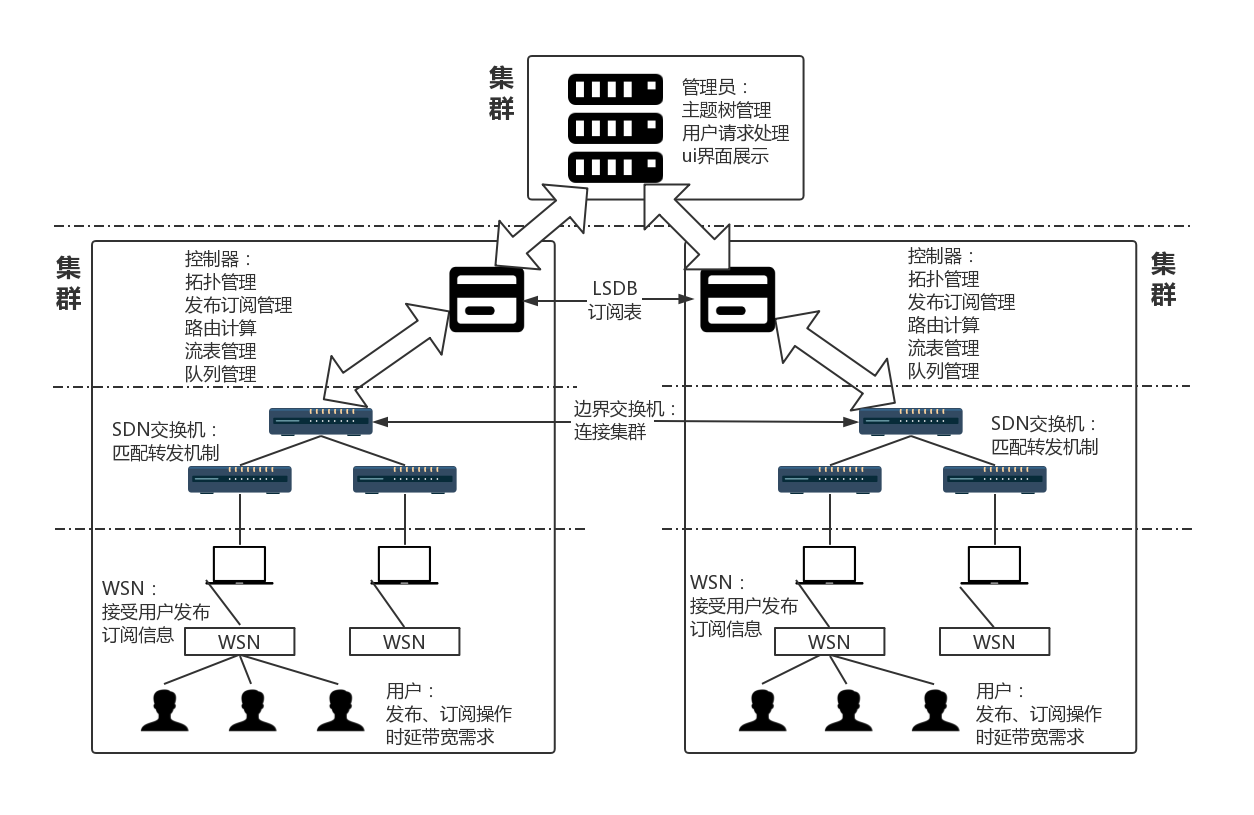 集
群
管理员：
主题树管理
用户请求处理
ui界面展示
集
群
控制器：
拓扑管理
发布订阅管理
路由计算
流表管理
队列管理
LSDB
订阅表
控制器：
拓扑管理
发布订阅管理
路由计算
流表管理
队列管理
集
群
SDN交换机：
匹配转发机制
边界交换机：
连接集群
SDN交换机：
匹配转发机制
WSN：
接受用户发布
订阅信息
WSN
WSN
用户：
发布、订阅操作
时延带宽需求
WSN：
接受用户发布
订阅信息
WSN
WSN
用户：
发布、订阅操作
时延带宽需求